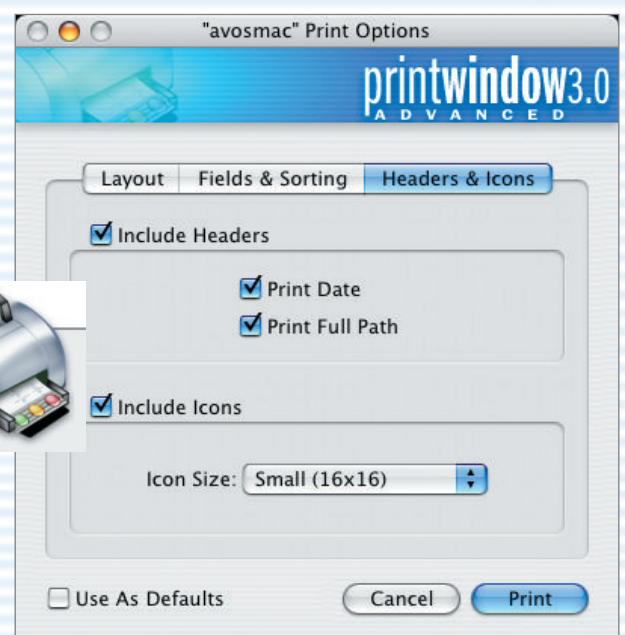 "avosmac" Print Options
printwindow3.0
ADVANCED
Layout Fields & Sorting Headers & Icons
Include Headers
Print Date
Print Full Path
Include Icons
Icon Size: Small (16x16)
Use As Defaults Cancel Print